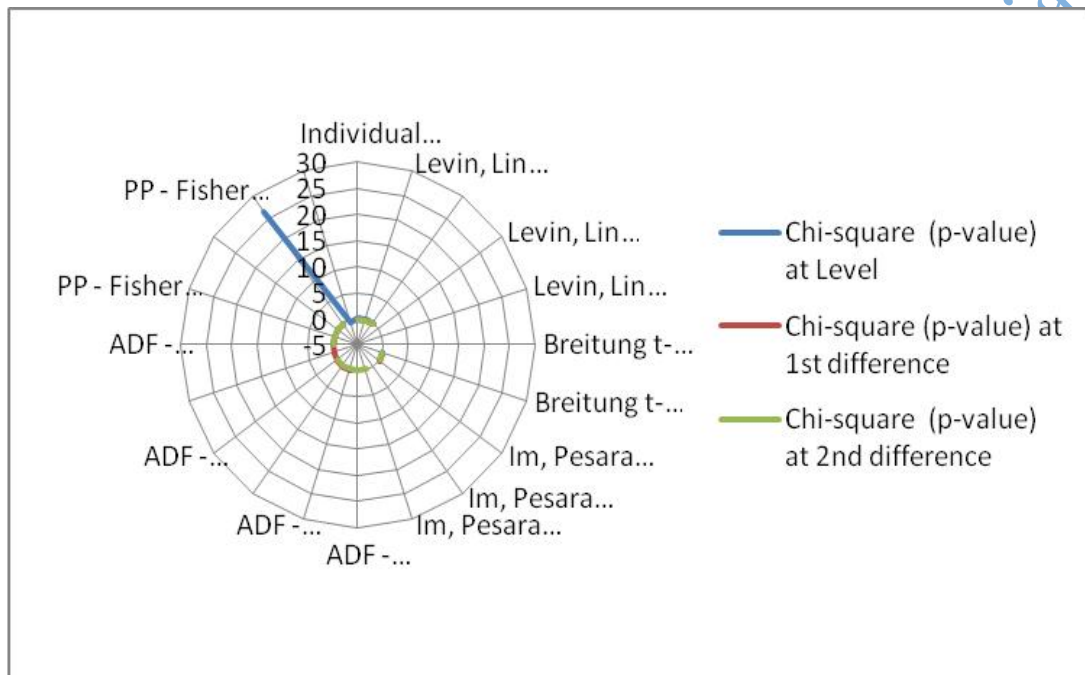 Individual...
Levin, Lin ...
Levin, Lin ...
Levin, Lin ...
Breitung t-...
Breitung t-...
Im, Pesara...
Im, Pesara...
Im, Pesara...
ADF -...
ADF -...
ADF -...
ADF -...
PP - Fisher...
PP - Fisher...
30
25
20
15
10
5
0
-5
Chi-square (p-value)
at Level
Chi-square (p-value) at
1st difference
Chi-square (p-value)
at 2nd difference